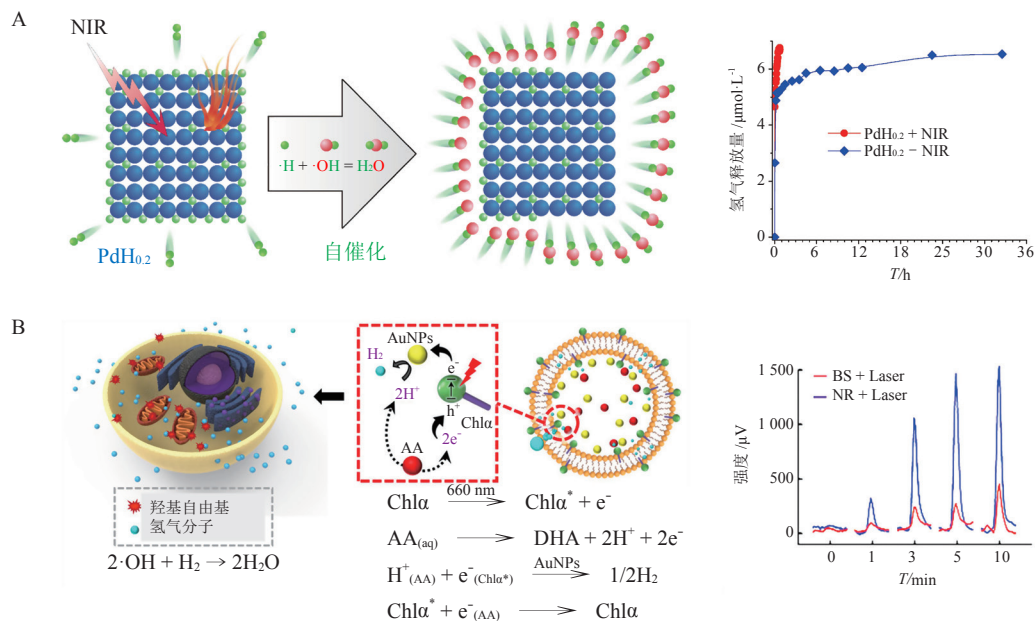 A
NIR
·H + ·OH = H₂O
PdH₀.₂
自催化
氢气释放量 /μmol·L⁻¹
6
4
2
0
PdH₀.₂ + NIR
PdH₀.₂ − NIR
0 6 12 18 24 30 36
T/h
B
AuNPs
H₂
e⁻
2H⁺
h⁺
Chlα
2e⁻
AA
羟基自由基
氢气分子
2·OH + H₂ → 2H₂O
Chlα 660 nm → Chlα* + e⁻
AA(aq) → DHA + 2H⁺ + 2e⁻
H⁺(AA) + e⁻(Chlα*) AuNPs → 1/2H₂
Chlα* + e⁻(AA) → Chlα
强度/μV
1 500
1 000
500
0
BS + Laser
NR + Laser
0 1 3 5 10
T/min